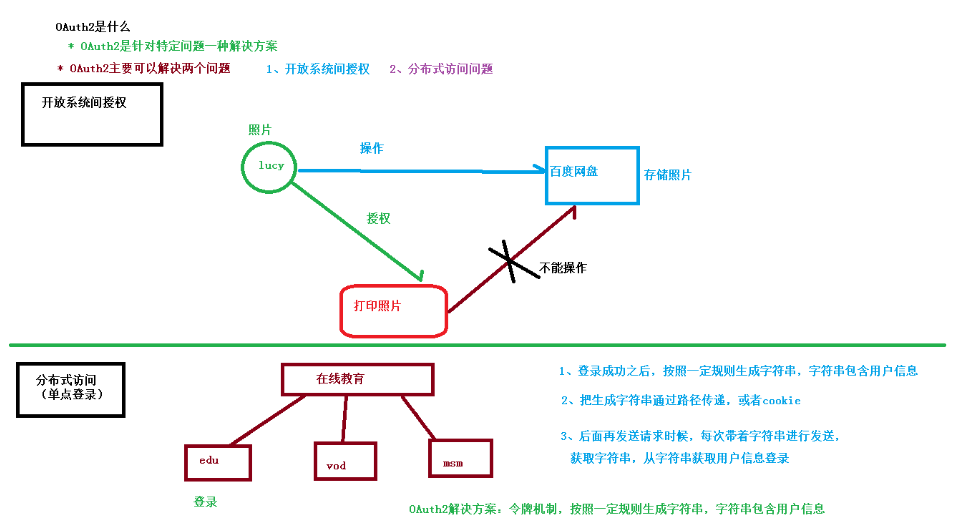 OAuth2是什么
* OAuth2是针对特定问题一种解决方案
* OAuth2主要可以解决两个问题 1、开放系统间授权 2、分布式访问问题
开放系统间授权
照片
lucy
操作
百度网盘
存储照片
授权
不能操作
打印照片
分布式访问
（单点登录）
在线教育
edu
vod
msm
登录
1、登录成功之后，按照一定规则生成字符串，字符串包含用户信息
2、把生成字符串通过路径传递，或者cookie
3、后面再发送请求时候，每次带着字符串进行发送，
获取字符串，从字符串获取用户信息登录
OAuth2解决方案：令牌机制，按照一定规则生成字符串，字符串包含用户信息